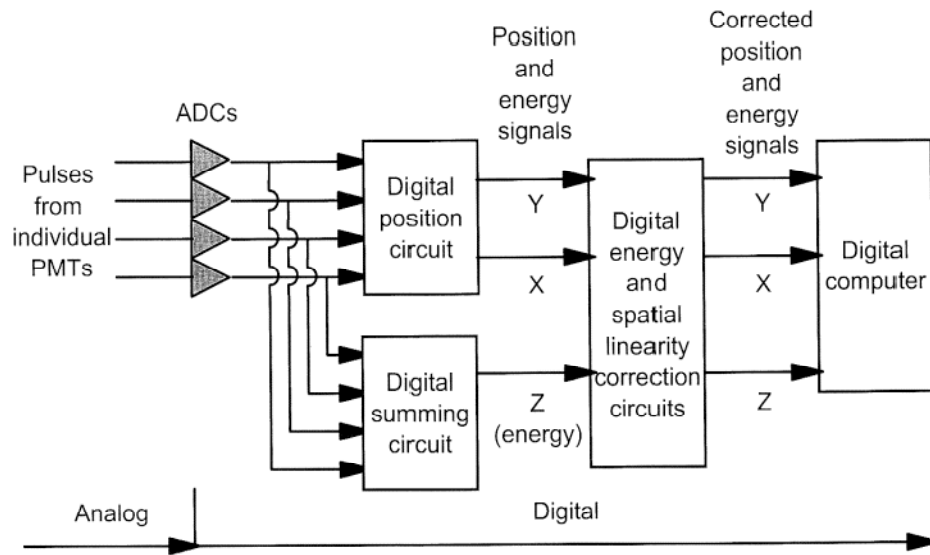 Position
and
energy
signals
Corrected
position
and
energy
signals
ADCs
Pulses
from
individual
PMTs
Digital
position
circuit
Y
X
Digital
summing
circuit
Z
(energy)
Digital
energy
and
spatial
linearity
correction
circuits
Y
X
Z
Digital
computer
Analog
Digital